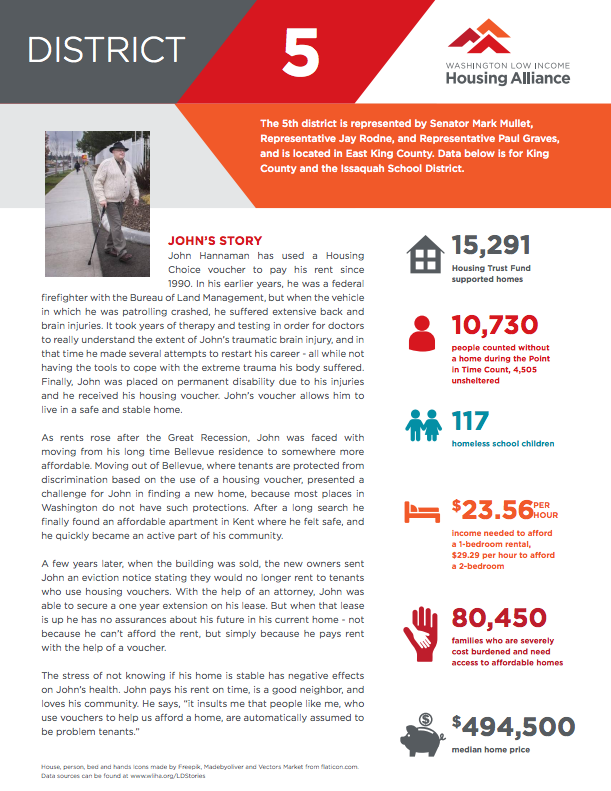 DISTRICT
5
WASHINGTON LOW INCOME
Housing Alliance
The 5th district is represented by Senator Mark Mullet,
Representative Jay Rodne, and Representative Paul Graves,
and is located in East King County. Data below is for King
County and the Issaquah School District.
JOHN'S STORY
John Hannaman has used a Housing
Choice voucher to pay his rent since
1990. In his earlier years, he was a federal
firefighter with the Bureau of Land Management, but when the vehicle
in which he was patrolling crashed, he suffered extensive back and
brain injuries. It took years of therapy and testing in order for doctors
to really understand the extent of John's traumatic brain injury, and in
that time he made several attempts to restart his career - all while not
having the tools to cope with the extreme trauma his body suffered.
Finally, John was placed on permanent disability due to his injuries
and he received his housing voucher. John's voucher allows him to
live in a safe and stable home.
As rents rose after the Great Recession, John was faced with
moving from his long time Bellevue residence to somewhere more
affordable. Moving out of Bellevue, where tenants are protected from
discrimination based on the use of a housing voucher, presented a
challenge for John in finding a new home, because most places in
Washington do not have such protections. After a long search he
finally found an affordable apartment in Kent where he felt safe, and
he quickly became an active part of his community.
A few years later, when the building was sold, the new owners sent
John an eviction notice stating they would no longer rent to tenants
who use housing vouchers. With the help of an attorney, John was
able to secure a one year extension on his lease. But when that lease
is up he has no assurances about his future in his current home - not
because he can't afford the rent, but simply because he pays rent
with the help of a voucher.
The stress of not knowing if his home is stable has negative effects
on John's health. John pays his rent on time, is a good neighbor, and
loves his community. He says, "it insults me that people like me, who
use vouchers to help us afford a home, are automatically assumed to
be problem tenants."
15,291
Housing Trust Fund
supported homes
10,730
people counted without
a home during the Point
in Time Count, 4,505
unsheltered
117
homeless school children
$23.56 PER HOUR
income needed to afford
a 1-bedroom rental,
$29.29 per hour to afford
a 2-bedroom
80,450
families who are severely
cost burdened and need
access to affordable homes
$494,500
median home price
House, person, bed and hands icons made by Freepik, Madebyoliver and Vectors Market from flaticon.com.
Data sources can be found at www.wliha.org/LDStories